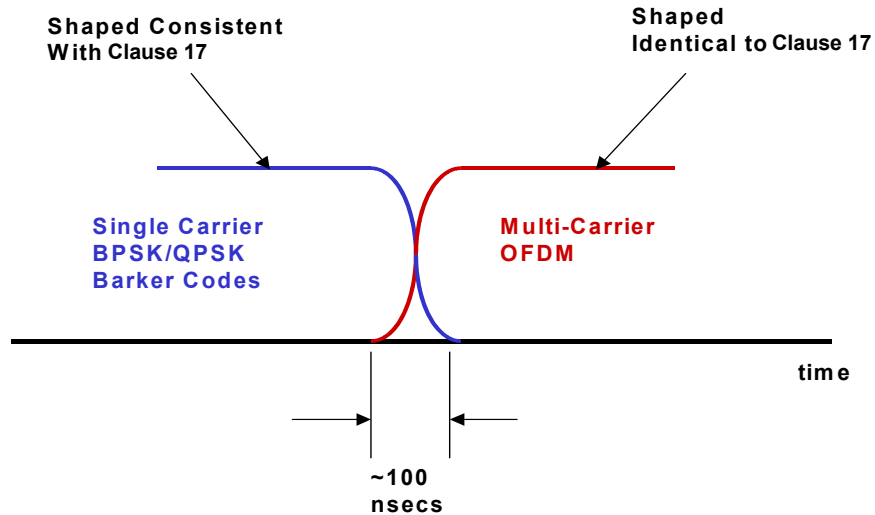 Shaped Consistent
With Clause 17
Shaped
Identical to Clause 17
Single Carrier
BPSK/QPSK
Barker Codes
Multi-Carrier
OFDM
time
~100
nsecs